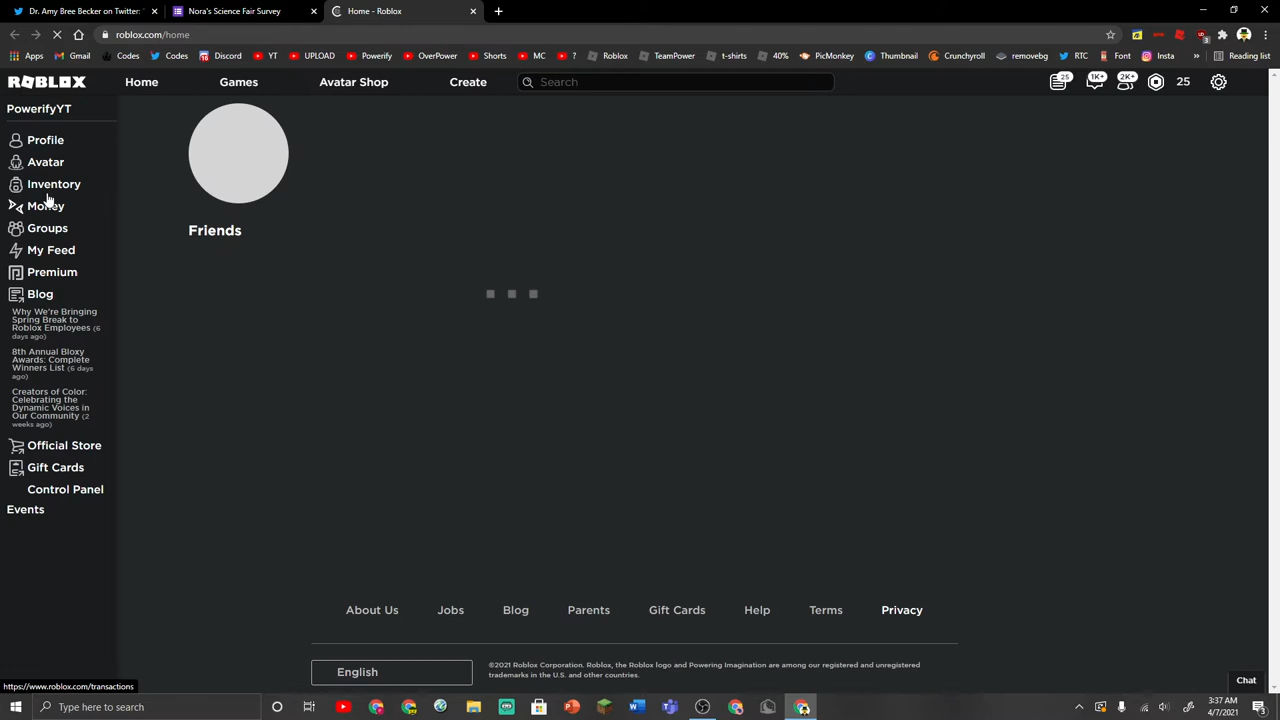 Dr. Amy Bree Becker on Twitter:
Nora's Science Fair Survey
Home - Roblox
roblox.com/home
Apps
Gmail
Codes
Codes
Discord
YT
UPLOAD
Powerify
OverPower
Shorts
MC
?
Roblox
TeamPower
t-shirts
40%
PicMonkey
Thumbnail
Crunchyroll
removebg
RTC
Font
Insta
»
Reading list
ROBLOX
Home
Games
Avatar Shop
Create
Search
25
1K+
2K+
25
PowerifyYT
Profile
Avatar
Inventory
Money
Groups
My Feed
Premium
Blog
Why We're Bringing
Spring Break to
Roblox Employees (6
days ago)
8th Annual Bloxy
Awards: Complete
Winners List (6 days
ago)
Creators of Color:
Celebrating the
Dynamic Voices in
Our Community (2
weeks ago)
Official Store
Gift Cards
Control Panel
Events
Friends
About Us
Jobs
Blog
Parents
Gift Cards
Help
Terms
Privacy
English
©2021 Roblox Corporation. Roblox, the Roblox logo and Powering Imagination are among our registered and unregistered
trademarks in the U.S. and other countries.
Chat
https://www.roblox.com/transactions
Type here to search
3:37 AM
4/7/2021